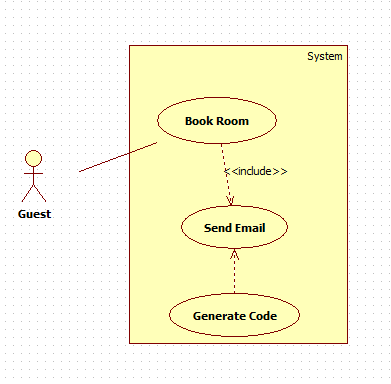 System
Book Room
<<include>>
Guest
Send Email
Generate Code